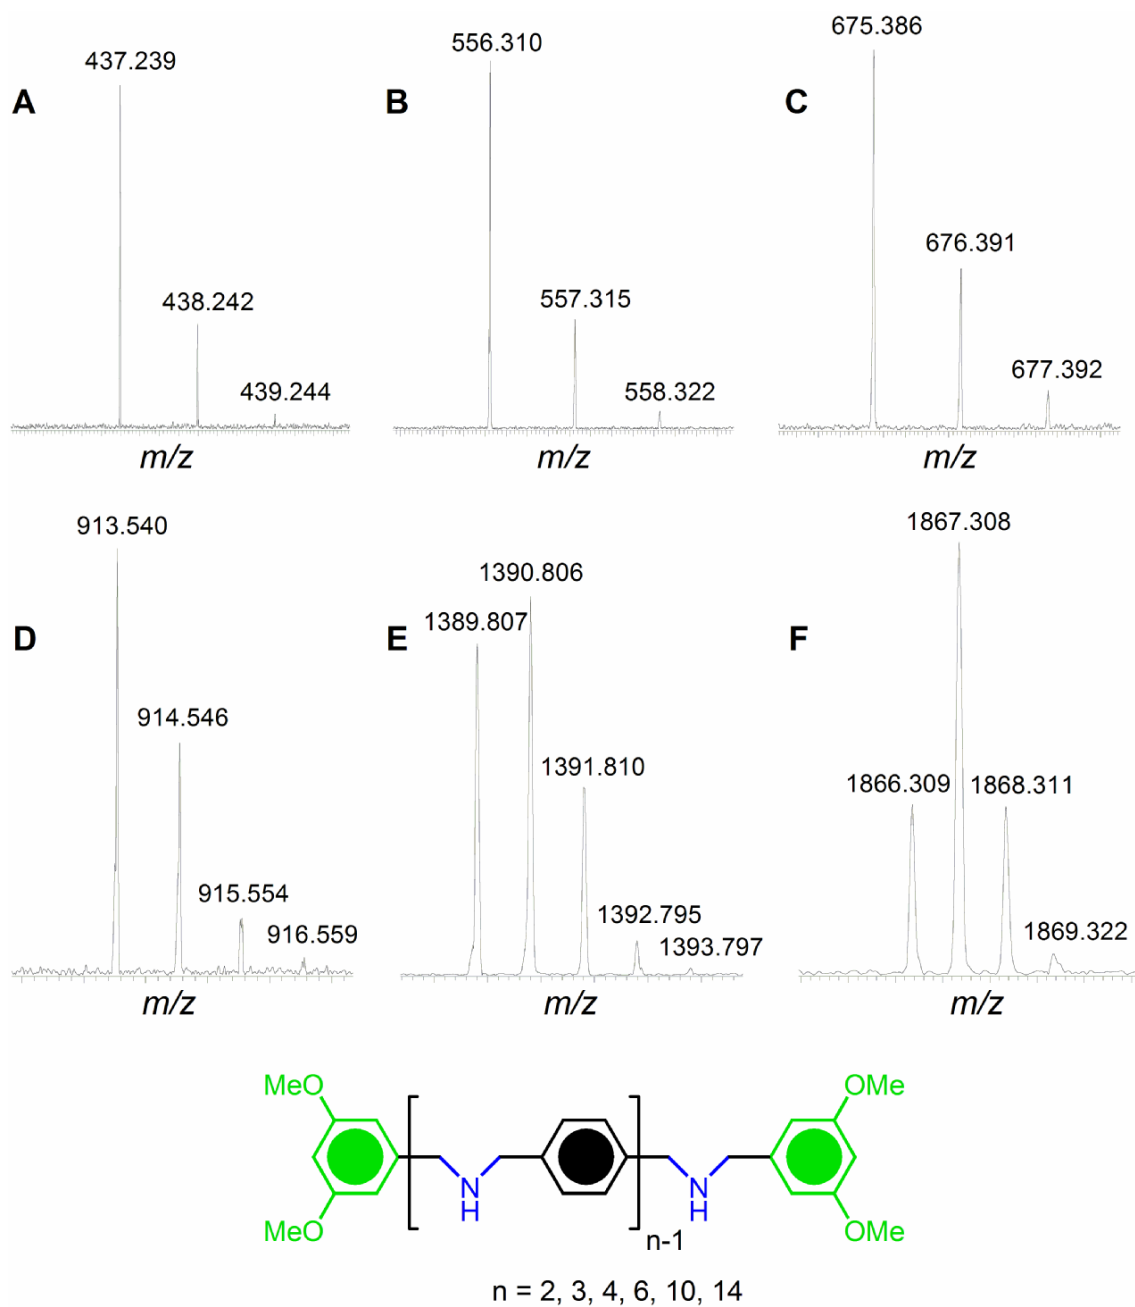 437.239
A
438.242
439.244
m/z
556.310
B
557.315
558.322
m/z
675.386
C
676.391
677.392
m/z
913.540
D
914.546
915.554
916.559
m/z
1390.806
1389.807
E
1391.810
1392.795
1393.797
m/z
1867.308
F
1866.309
1868.311
1869.322
m/z
MeO
OMe
N
H
N
H
MeO
OMe
n-1
n = 2, 3, 4, 6, 10, 14